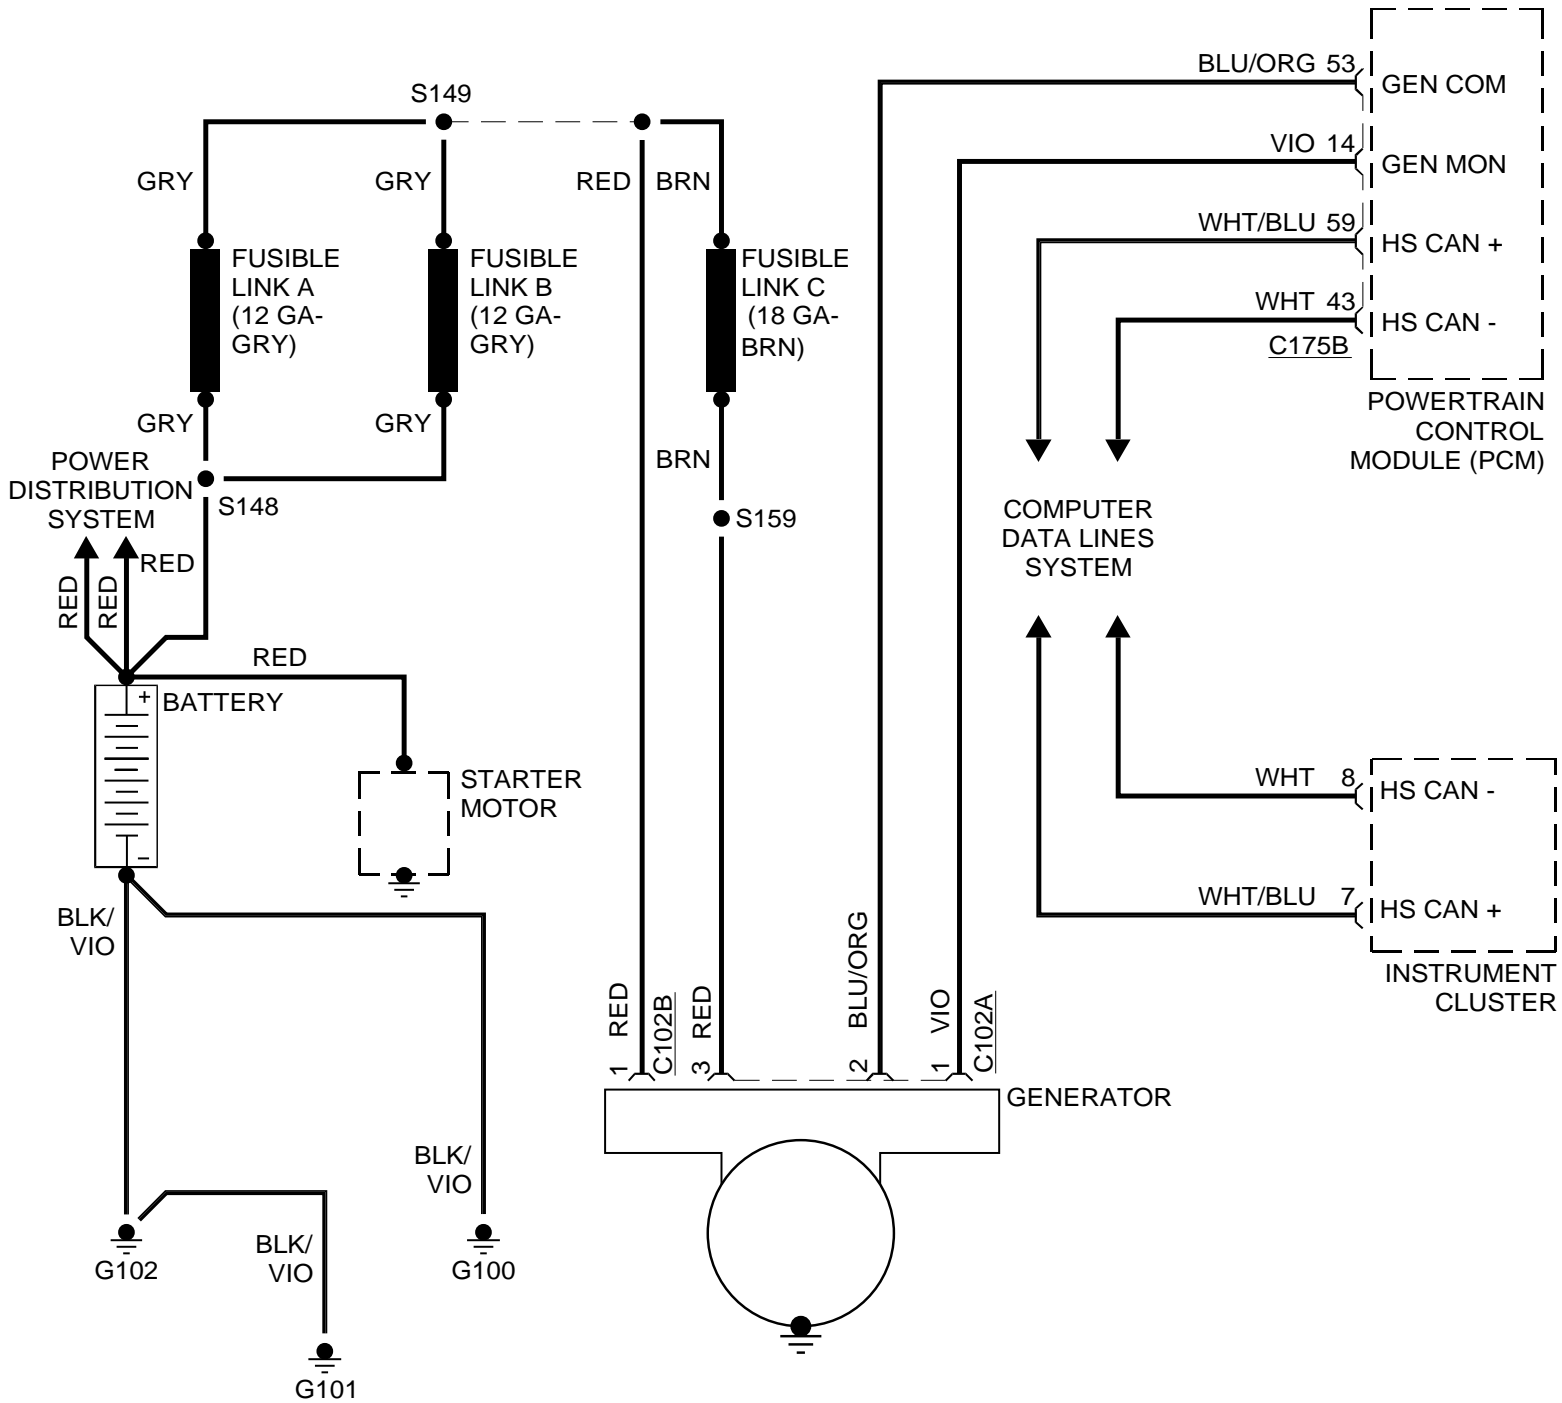 BLU/ORG 53
GEN COM
S149
VIO 14
GEN MON
GRY
GRY
RED
BRN
WHT/BLU 59
HS CAN +
FUSIBLE
LINK A
(12 GA-
GRY)
FUSIBLE
LINK B
(12 GA-
GRY)
FUSIBLE
LINK C
(18 GA-
BRN)
WHT 43
HS CAN -
C175B
POWERTRAIN
CONTROL
MODULE (PCM)
GRY
GRY
BRN
POWER
DISTRIBUTION
SYSTEM
S148
S159
COMPUTER
DATA LINES
SYSTEM
RED
RED
RED
RED
+
BATTERY
-
STARTER
MOTOR
WHT 8
HS CAN -
WHT/BLU 7
HS CAN +
INSTRUMENT
CLUSTER
BLK/
VIO
1 RED
C102B
3 RED
2 BLU/ORG
1 VIO
C102A
GENERATOR
BLK/
VIO
BLK/
VIO
G102
G100
G101